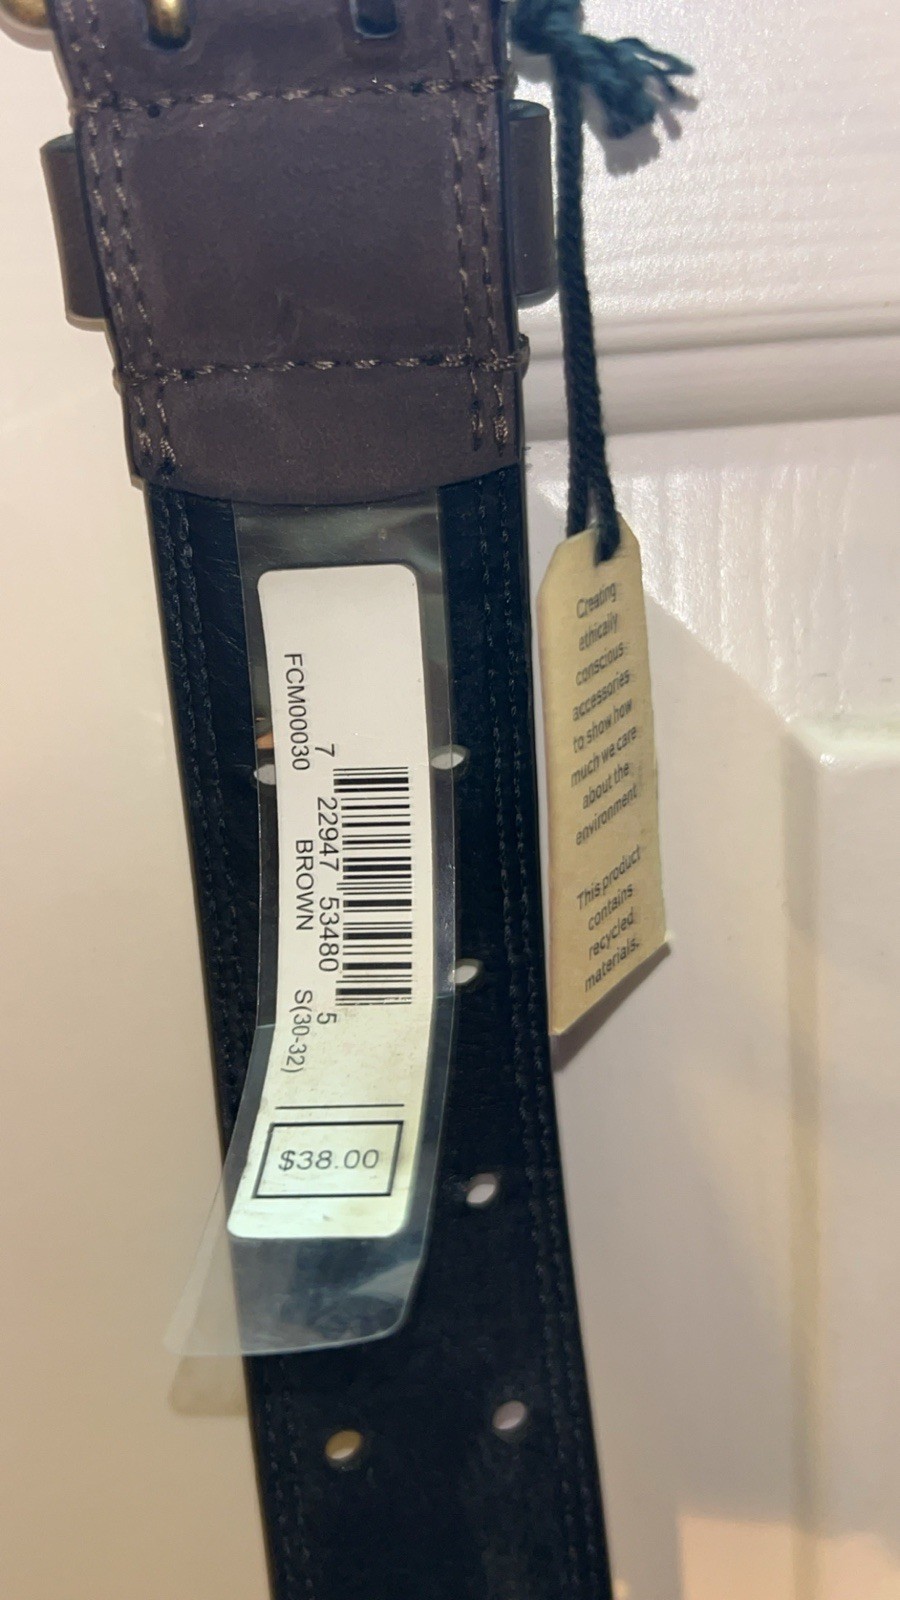 FCM00030
7 22947 53480 5
BROWN S(30-32)
$38.00
Creating
ethically
conscious
accessories
to show how
much we care
about the
environment
This product
contains
recycled
materials.